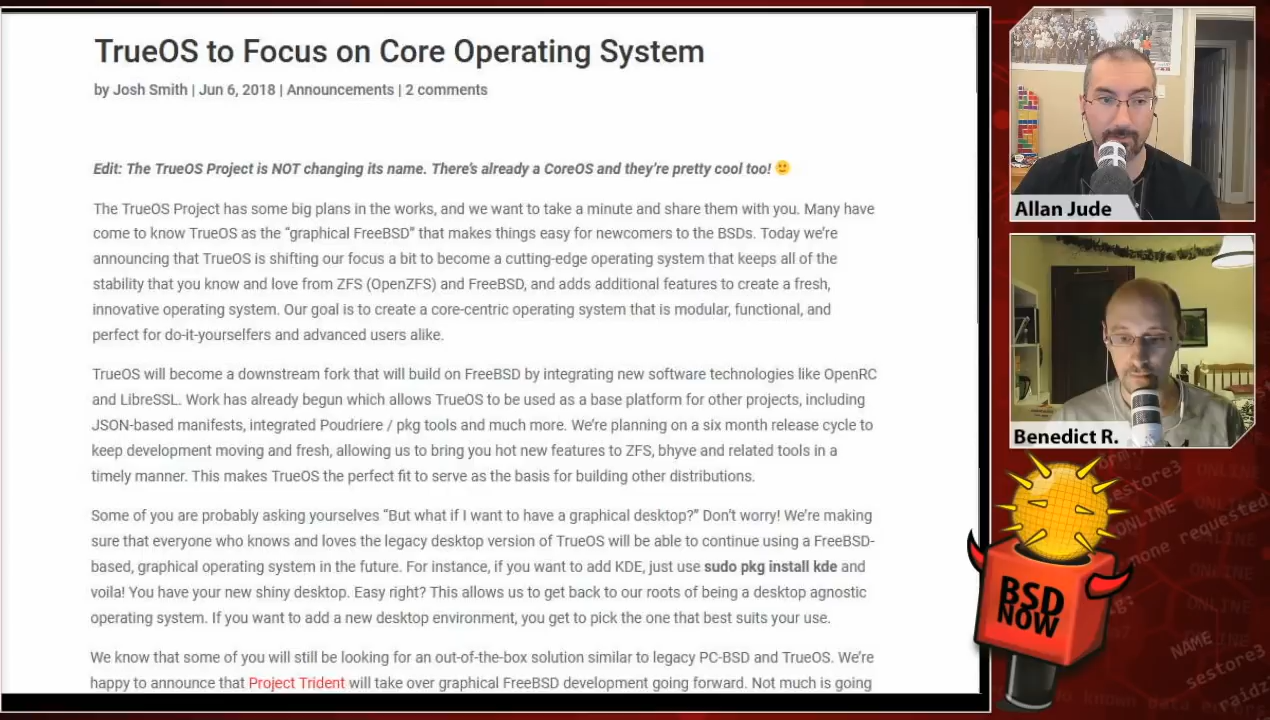 TrueOS to Focus on Core Operating System
by Josh Smith | Jun 6, 2018 | Announcements | 2 comments
Edit: The TrueOS Project is NOT changing its name. There's already a CoreOS and they're pretty cool too! 🙂
The TrueOS Project has some big plans in the works, and we want to take a minute and share them with you. Many have
come to know TrueOS as the “graphical FreeBSD” that makes things easy for newcomers to the BSDs. Today we're
announcing that TrueOS is shifting our focus a bit to become a cutting-edge operating system that keeps all of the
stability that you know and love from ZFS (OpenZFS) and FreeBSD, and adds additional features to create a fresh,
innovative operating system. Our goal is to create a core-centric operating system that is modular, functional, and
perfect for do-it-yourselfers and advanced users alike.
TrueOS will become a downstream fork that will build on FreeBSD by integrating new software technologies like OpenRC
and LibreSSL. Work has already begun which allows TrueOS to be used as a base platform for other projects, including
JSON-based manifests, integrated Poudriere / pkg tools and much more. We're planning on a six month release cycle to
keep development moving and fresh, allowing us to bring you hot new features to ZFS, bhyve and related tools in a
timely manner. This makes TrueOS the perfect fit to serve as the basis for building other distributions.
Some of you are probably asking yourselves “But what if I want to have a graphical desktop?” Don't worry! We're making
sure that everyone who knows and loves the legacy desktop version of TrueOS will be able to continue using a FreeBSD-
based, graphical operating system in the future. For instance, if you want to add KDE, just use sudo pkg install kde and
voila! You have your new shiny desktop. Easy right? This allows us to get back to our roots of being a desktop agnostic
operating system. If you want to add a new desktop environment, you get to pick the one that best suits your use.
We know that some of you will still be looking for an out-of-the-box solution similar to legacy PC-BSD and TrueOS. We're
happy to announce that Project Trident will take over graphical FreeBSD development going forward. Not much is going
Allan Jude
Benedict R.
BSD
NOW
ONLINE
estore3
ONLINE
none requested
ONLINE
ONLINE
NAME
sestore3
raidz